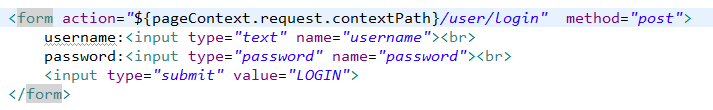 <form action="${pageContext.request.contextPath}/user/login"  method="post">
    username:<input type="text" name="username"><br>
    password:<input type="password" name="password"><br>
    <input type="submit" value="LOGIN">
</form>